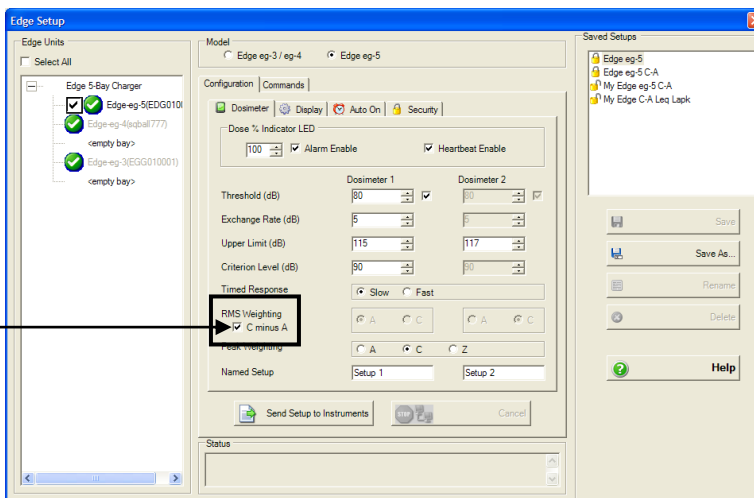 Edge Setup
Edge Units
Select All
Edge 5-Bay Charger
Edge-eg-5(EDG010
Edge-eg-4(sqball777)
<empty bay>
Edge-eg-3(EGG010001)
<empty bay>
Model
Edge eg-3 / eg-4 Edge eg-5
Configuration Commands
Dosimeter Display Auto On Security
Dose % Indicator LED
100 Alarm Enable Heartbeat Enable
Dosimeter 1 Dosimeter 2
Threshold (dB) 80 80
Exchange Rate (dB) 5 5
Upper Limit (dB) 115 117
Criterion Level (dB) 90 90
Timed Response Slow Fast
RMS Weighting
C minus A A C A C
Peak Weighting A C Z
Named Setup Setup 1 Setup 2
Send Setup to Instruments STOP Cancel
Status
Saved Setups
Edge eg-5
Edge eg-5 C-A
My Edge eg-5 C-A
My Edge C-A Leq Lapk
Save
Save As...
Rename
Delete
Help